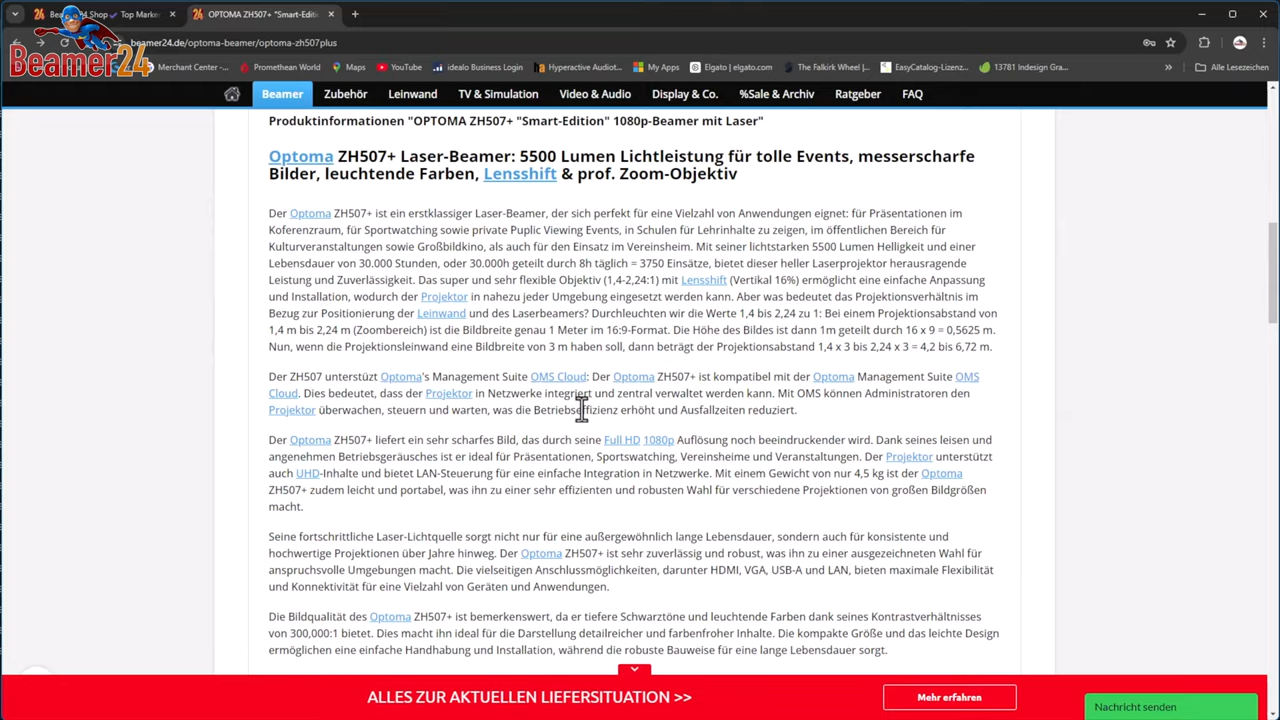 Beamer24
Bea
24 Shop
Top Marke
OPTOMA ZH507+ "Smart-Editi
beamer24.de/optoma-beamer/optoma-zh507plus
Merchant Center -...
Broadcom Inc. | Pho...
Maps
YouTube
idealo Business Login
Hyperactive Audiot...
My Apps
Elgato | elgato.com
The Falkirk Wheel |...
EasyCatalog-Lizenz...
13781 Indesign Gra...
»
Alle Lesezeichen
Beamer
Zubehör
Leinwand
TV & Simulation
Video & Audio
Display & Co.
%Sale & Archiv
Ratgeber
FAQ
Produktinformationen "OPTOMA ZH507+ "Smart-Edition" 1080p-Beamer mit Laser"
Optoma ZH507+ Laser-Beamer: 5500 Lumen Lichtleistung für tolle Events, messerscharfe
Bilder, leuchtende Farben, Lensshift & prof. Zoom-Objektiv
Der Optoma ZH507+ ist ein erstklassiger Laser-Beamer, der sich perfekt für eine Vielzahl von Anwendungen eignet: für Präsentationen im
Koferenzraum, für Sportwatching sowie private Puplic Viewing Events, in Schulen für Lehrinhalte zu zeigen, im öffentlichen Bereich für
Kulturveranstaltungen sowie Großbildkino, als auch für den Einsatz im Vereinsheim. Mit seiner lichtstarken 5500 Lumen Helligkeit und einer
Lebensdauer von 30.000 Stunden, oder 30.000h geteilt durch 8h täglich = 3750 Einsätze, bietet dieser heller Laserprojektor herausragende
Leistung und Zuverlässigkeit. Das super und sehr flexible Objektiv (1,4-2,24:1) mit Lensshift (Vertikal 16%) ermöglicht eine einfache Anpassung
und Installation, wodurch der Projektor in nahezu jeder Umgebung eingesetzt werden kann. Aber was bedeutet das Projektionsverhältnis im
Bezug zur Positionierung der Leinwand und des Laserbeamers? Durchleuchten wir die Werte 1,4 bis 2,24 zu 1: Bei einem Projektionsabstand von
1,4 m bis 2,24 m (Zoombereich) ist die Bildbreite genau 1 Meter im 16:9-Format. Die Höhe des Bildes ist dann 1m geteilt durch 16 x 9 = 0,5625 m.
Nun, wenn die Projektionsleinwand eine Bildbreite von 3 m haben soll, dann beträgt der Projektionsabstand 1,4 x 3 bis 2,24 x 3 = 4,2 bis 6,72 m.
Der ZH507 unterstüzt Optoma's Management Suite OMS Cloud: Der Optoma ZH507+ ist kompatibel mit der Optoma Management Suite OMS
Cloud. Dies bedeutet, dass der Projektor in Netzwerke integriert und zentral verwaltet werden kann. Mit OMS können Administratoren den
Projektor überwachen, steuern und warten, was die Betriebseffizienz erhöht und Ausfallzeiten reduziert.
Der Optoma ZH507+ liefert ein sehr scharfes Bild, das durch seine Full HD 1080p Auflösung noch beeindruckender wird. Dank seines leisen und
angenehmen Betriebsgeräusches ist er ideal für Präsentationen, Sportswatching, Vereinsheime und Veranstaltungen. Der Projektor unterstützt
auch UHD-Inhalte und bietet LAN-Steuerung für eine einfache Integration in Netzwerke. Mit einem Gewicht von nur 4,5 kg ist der Optoma
ZH507+ zudem leicht und portabel, was ihn zu einer sehr effizienten und robusten Wahl für verschiedene Projektionen von großen Bildgrößen
macht.
Seine fortschrittliche Laser-Lichtquelle sorgt nicht nur für eine außergewöhnlich lange Lebensdauer, sondern auch für konsistente und
hochwertige Projektionen über Jahre hinweg. Der Optoma ZH507+ ist sehr zuverlässig und robust, was ihn zu einer ausgezeichneten Wahl für
anspruchsvolle Umgebungen macht. Die vielseitigen Anschlussmöglichkeiten, darunter HDMI, VGA, USB-A und LAN, bieten maximale Flexibilität
und Konnektivität für eine Vielzahl von Geräten und Anwendungen.
Die Bildqualität des Optoma ZH507+ ist bemerkenswert, da er tiefere Schwarztöne und leuchtende Farben dank seines Kontrastverhältnisses
von 300,000:1 bietet. Dies macht ihn ideal für die Darstellung detailreicher und farbenfroher Inhalte. Die kompakte Größe und das leichte Design
ermöglichen eine einfache Handhabung und Installation, während die robuste Bauweise für eine lange Lebensdauer sorgt.
ALLES ZUR AKTUELLEN LIEFERSITUATION >>
Mehr erfahren
Nachricht senden